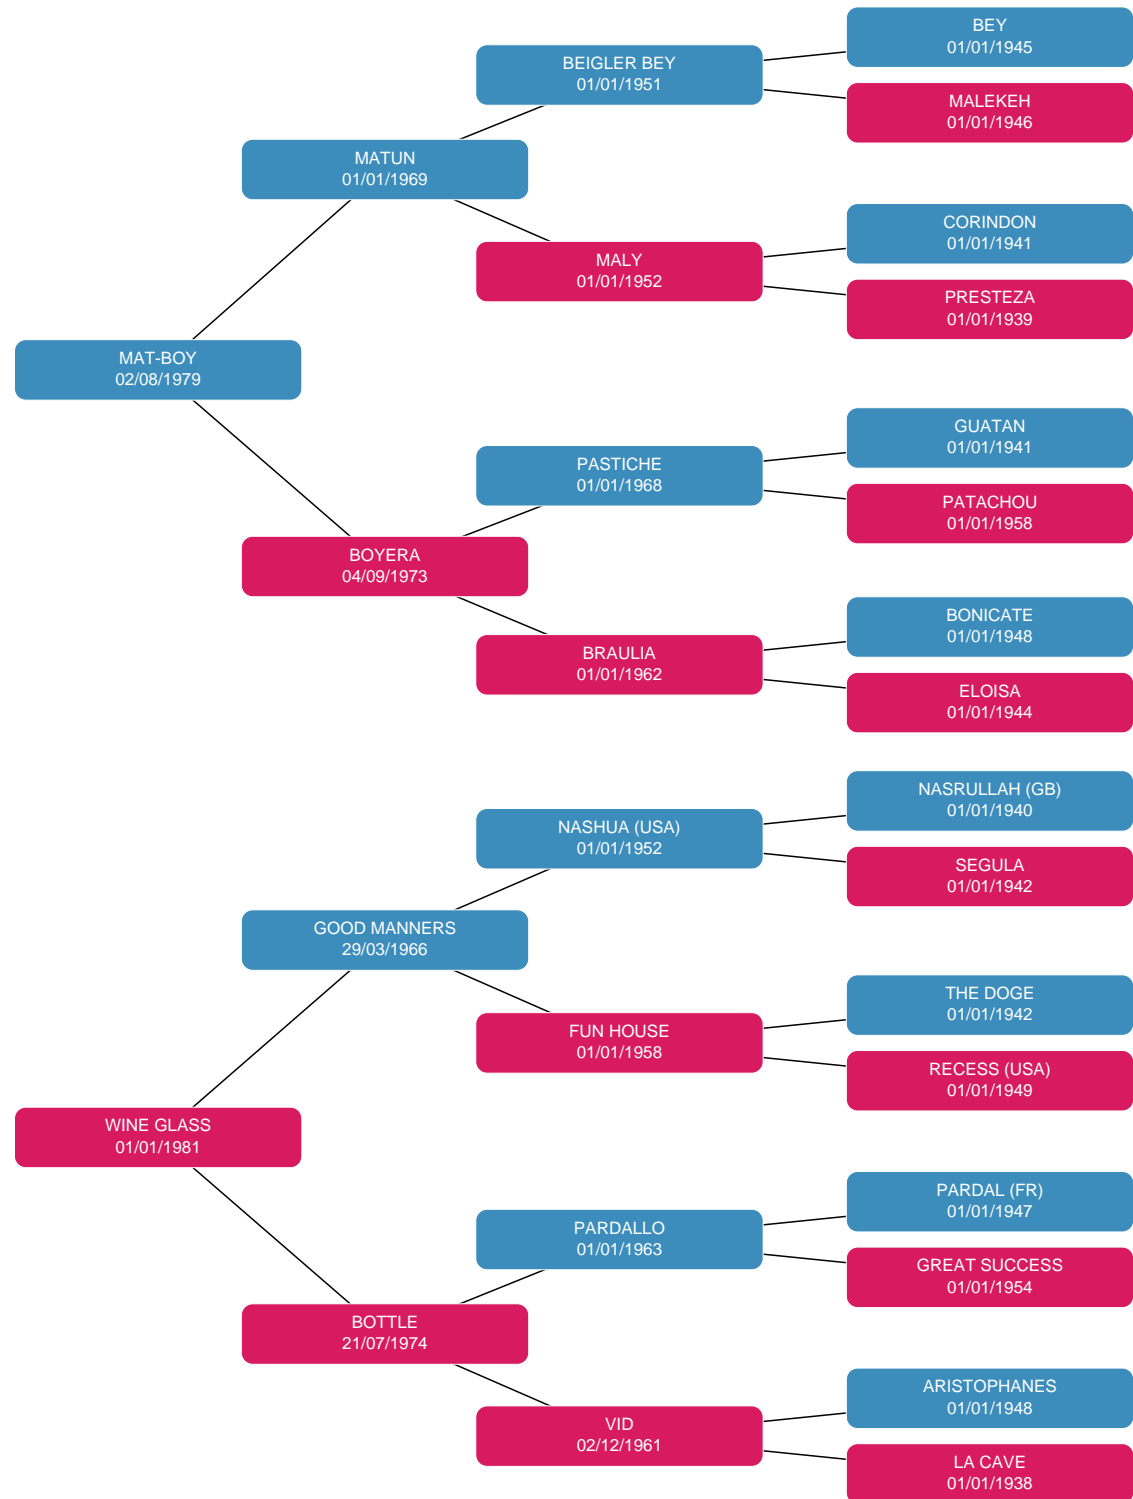 BEY
01/01/1945
BEIGLER BEY
01/01/1951
MALEKEH
01/01/1946
MATUN
01/01/1969
CORINDON
01/01/1941
MALY
01/01/1952
PRESTEZA
01/01/1939
MAT-BOY
02/08/1979
GUATAN
01/01/1941
PASTICHE
01/01/1968
PATACHOU
01/01/1958
BOYERA
04/09/1973
BONICATE
01/01/1948
BRAULIA
01/01/1962
ELOISA
01/01/1944
NASRULLAH (GB)
01/01/1940
NASHUA (USA)
01/01/1952
SEGULA
01/01/1942
GOOD MANNERS
29/03/1966
THE DOGE
01/01/1942
FUN HOUSE
01/01/1958
RECESS (USA)
01/01/1949
WINE GLASS
01/01/1981
PARDAL (FR)
01/01/1947
PARDALLO
01/01/1963
GREAT SUCCESS
01/01/1954
BOTTLE
21/07/1974
ARISTOPHANES
01/01/1948
VID
02/12/1961
LA CAVE
01/01/1938